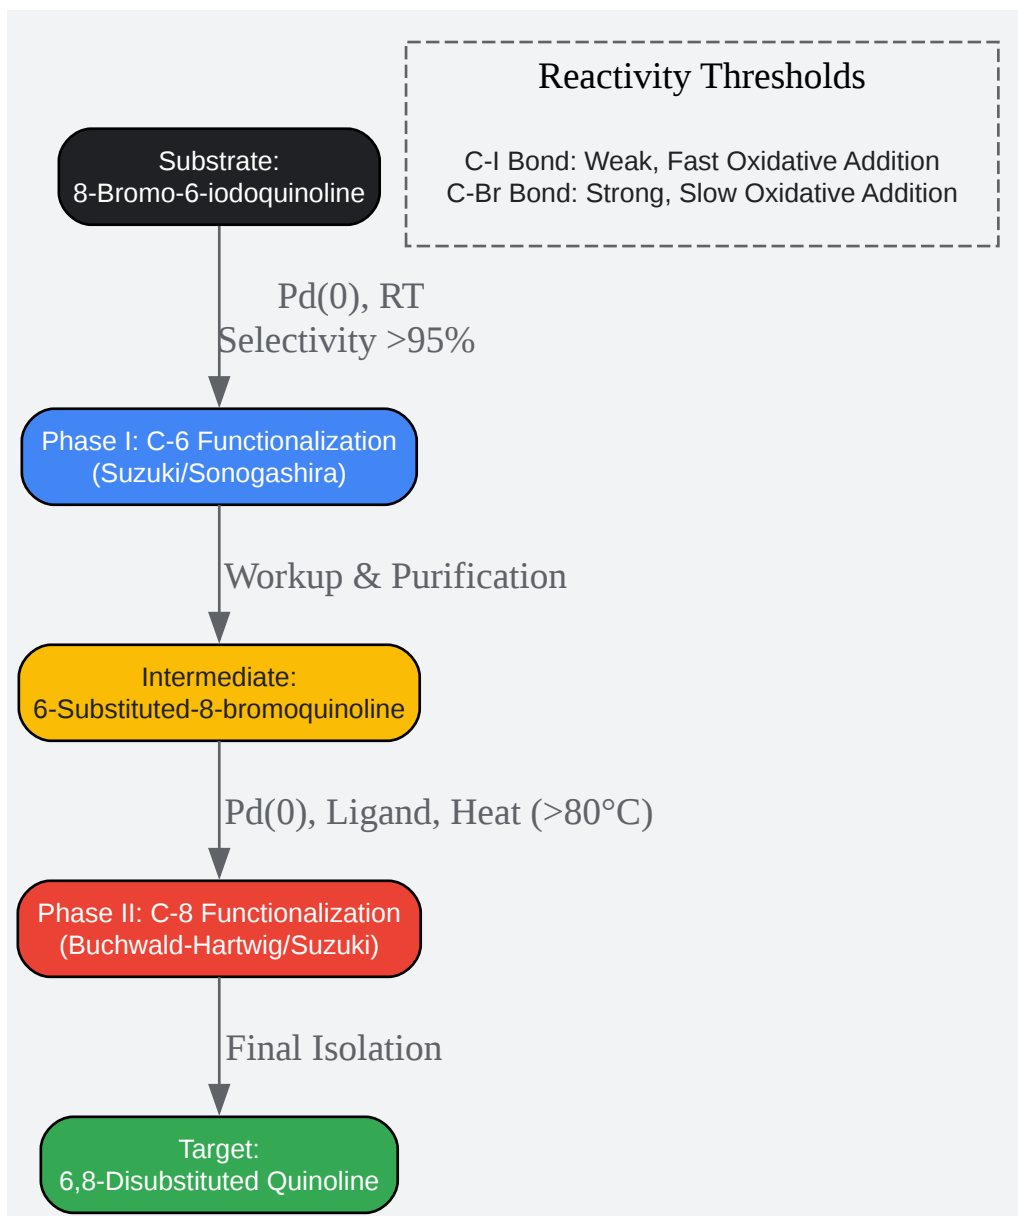 Reactivity Thresholds
C-I Bond: Weak, Fast Oxidative Addition
C-Br Bond: Strong, Slow Oxidative Addition
Substrate:
8-Bromo-6-iodoquinoline
Pd(0), RT
Selectivity >95%
Phase I: C-6 Functionalization
(Suzuki/Sonogashira)
Workup & Purification
Intermediate:
6-Substituted-8-bromoquinoline
Pd(0), Ligand, Heat (>80°C)
Phase II: C-8 Functionalization
(Buchwald-Hartwig/Suzuki)
Final Isolation
Target:
6,8-Disubstituted Quinoline